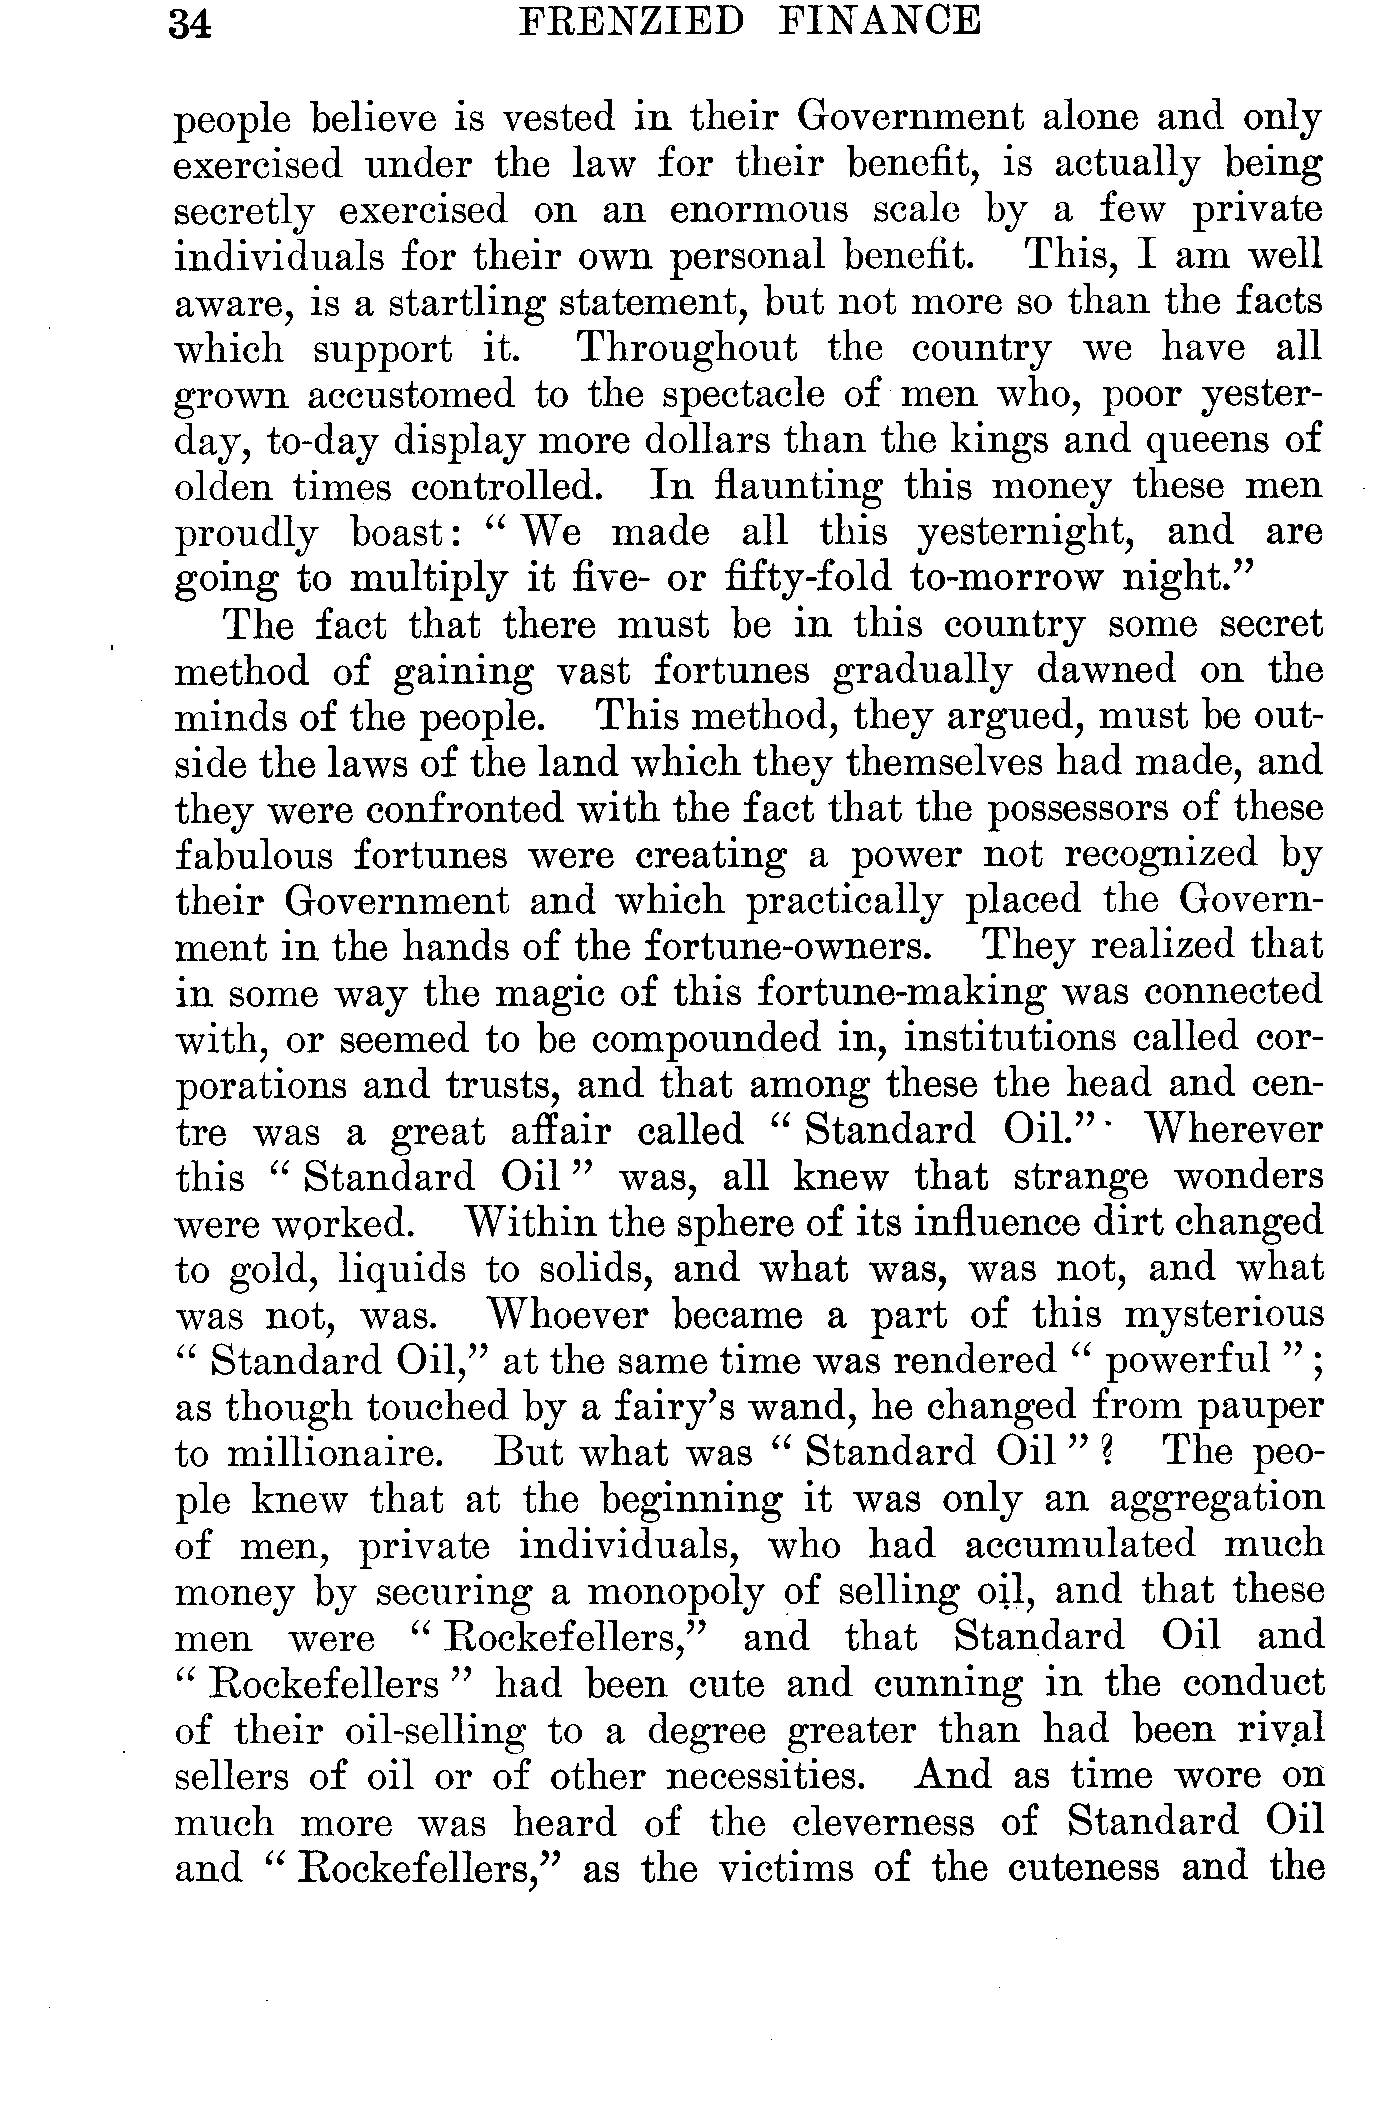 34 FRENZIED FINANCE
people believe is vested in their Government alone and only
exercised under the law for their benefit, is actually being
secretly exercised on an enormous scale by a few private
individuals for their own personal benefit. This, I am well
aware, is a startling statement, but not more so than the facts
which support it. Throughout the country we have all
grown accustomed to the spectacle of men who, poor yester-
day, to-day display more dollars than the kings and queens of
olden times controlled. In flaunting this money these men
proudly boast: “ We made all this yesternight, and are
going to multiply it five- or fifty-fold to-morrow night.”
The fact that there must be in this country some secret
method of gaining vast fortunes gradually dawned on the
minds of the people. This method, they argued, must be out-
side the laws of the land which they themselves had made, and
they were confronted with the fact that the possessors of these
fabulous fortunes were creating a power not recognized by
their Government and which practically placed the Govern-
ment in the hands of the fortune-owners. They realized that
in some way the magic of this fortune-making was connected
with, or seemed to be compounded in, institutions called cor-
porations and trusts, and that among these the head and cen-
tre was a great affair called “ Standard Oil.” Wherever
this “ Standard Oil ” was, all knew that strange wonders
were worked. Within the sphere of its influence dirt changed
to gold, liquids to solids, and what was, was not, and what
was not, was. Whoever became a part of this mysterious
“ Standard Oil,” at the same time was rendered “ powerful ” ;
as though touched by a fairy’s wand, he changed from pauper
to millionaire. But what was “ Standard Oil ” ? The peo-
ple knew that at the beginning it was only an aggregation
of men, private individuals, who had accumulated much
money by securing a monopoly of selling oil, and that these
men were “ Rockefellers,” and that Standard Oil and
“ Rockefellers ” had been cute and cunning in the conduct
of their oil-selling to a degree greater than had been rival
sellers of oil or of other necessities. And as time wore on
much more was heard of the cleverness of Standard Oil
and “ Rockefellers,” as the victims of the cuteness and the